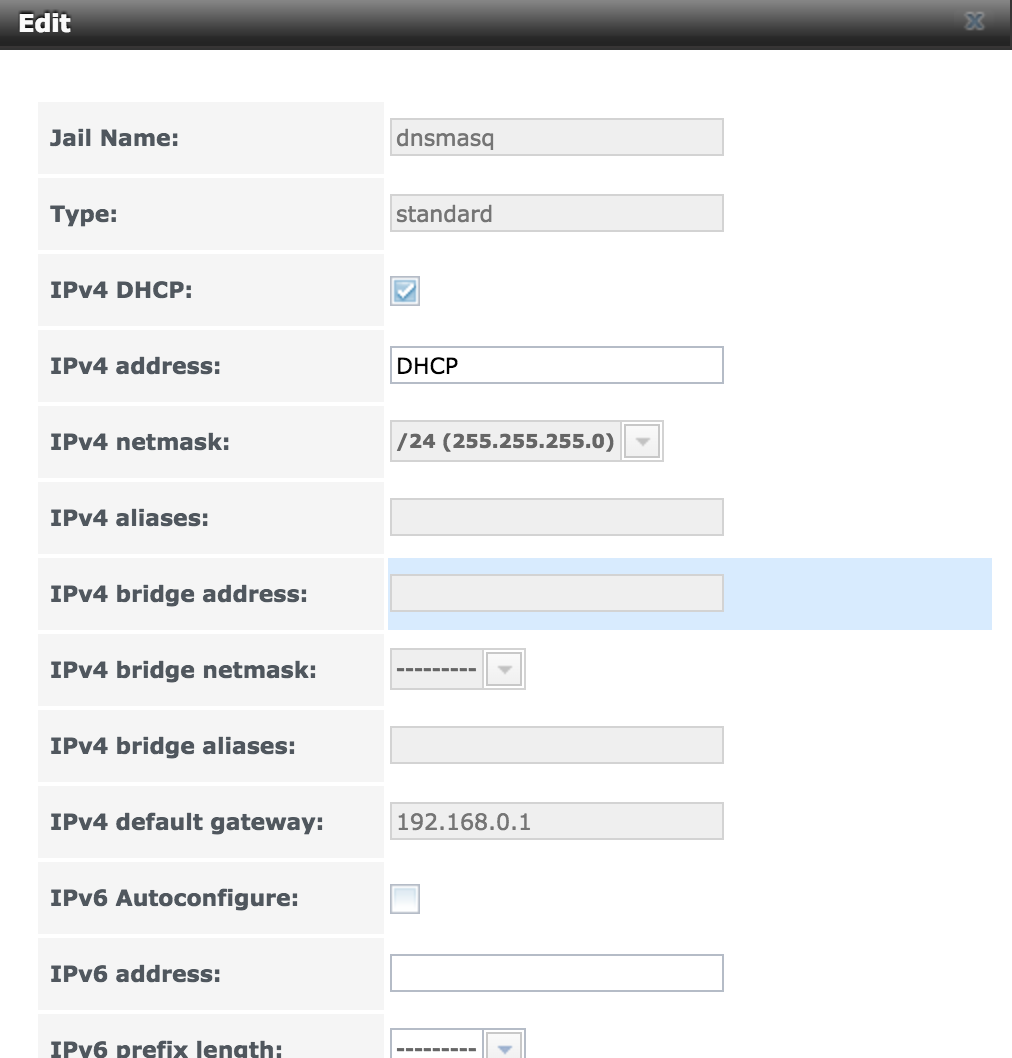 Edit
Jail Name: dnsmasq
Type: standard
IPv4 DHCP:
IPv4 address: DHCP
IPv4 netmask: /24 (255.255.255.0)
IPv4 aliases:
IPv4 bridge address:
IPv4 bridge netmask: ---------
IPv4 bridge aliases:
IPv4 default gateway: 192.168.0.1
IPv6 Autoconfigure:
IPv6 address:
IPv6 prefix length: ---------